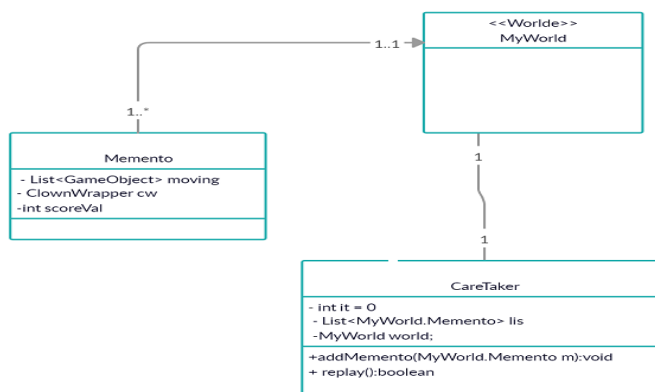 <<Worlde>>
MyWorld
1..1
1..*
Memento
- List<GameObject> moving
- ClownWrapper cw
-int scoreVal
1
1
CareTaker
- int it = 0
- List<MyWorld.Memento> lis
-MyWorld world;
+addMemento(MyWorld.Memento m):void
+ replay():boolean